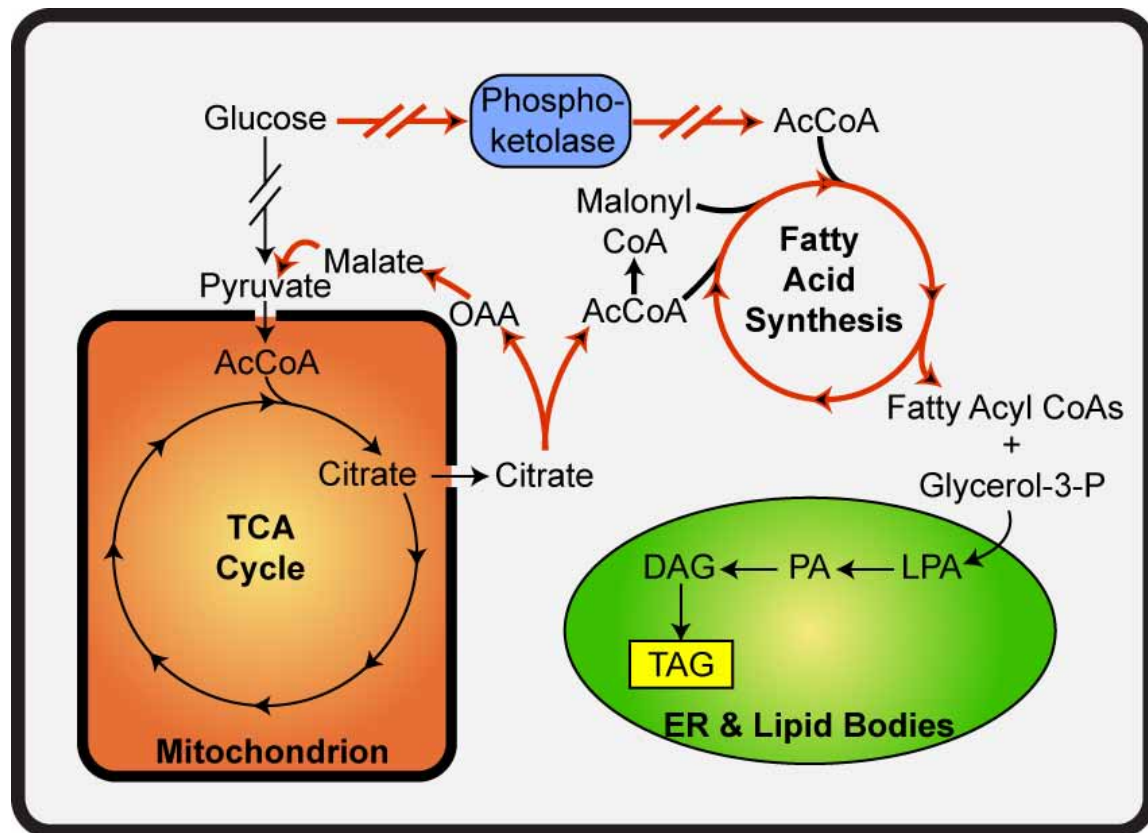 Phospho-
ketolase
Glucose
AcCoA
Malonyl
CoA
Fatty
Acid
Synthesis
Malate
Pyruvate
OAA
AcCoA
AcCoA
Fatty Acyl CoAs
+
Glycerol-3-P
Citrate
Citrate
TCA
Cycle
DAG
PA
LPA
TAG
ER & Lipid Bodies
Mitochondrion